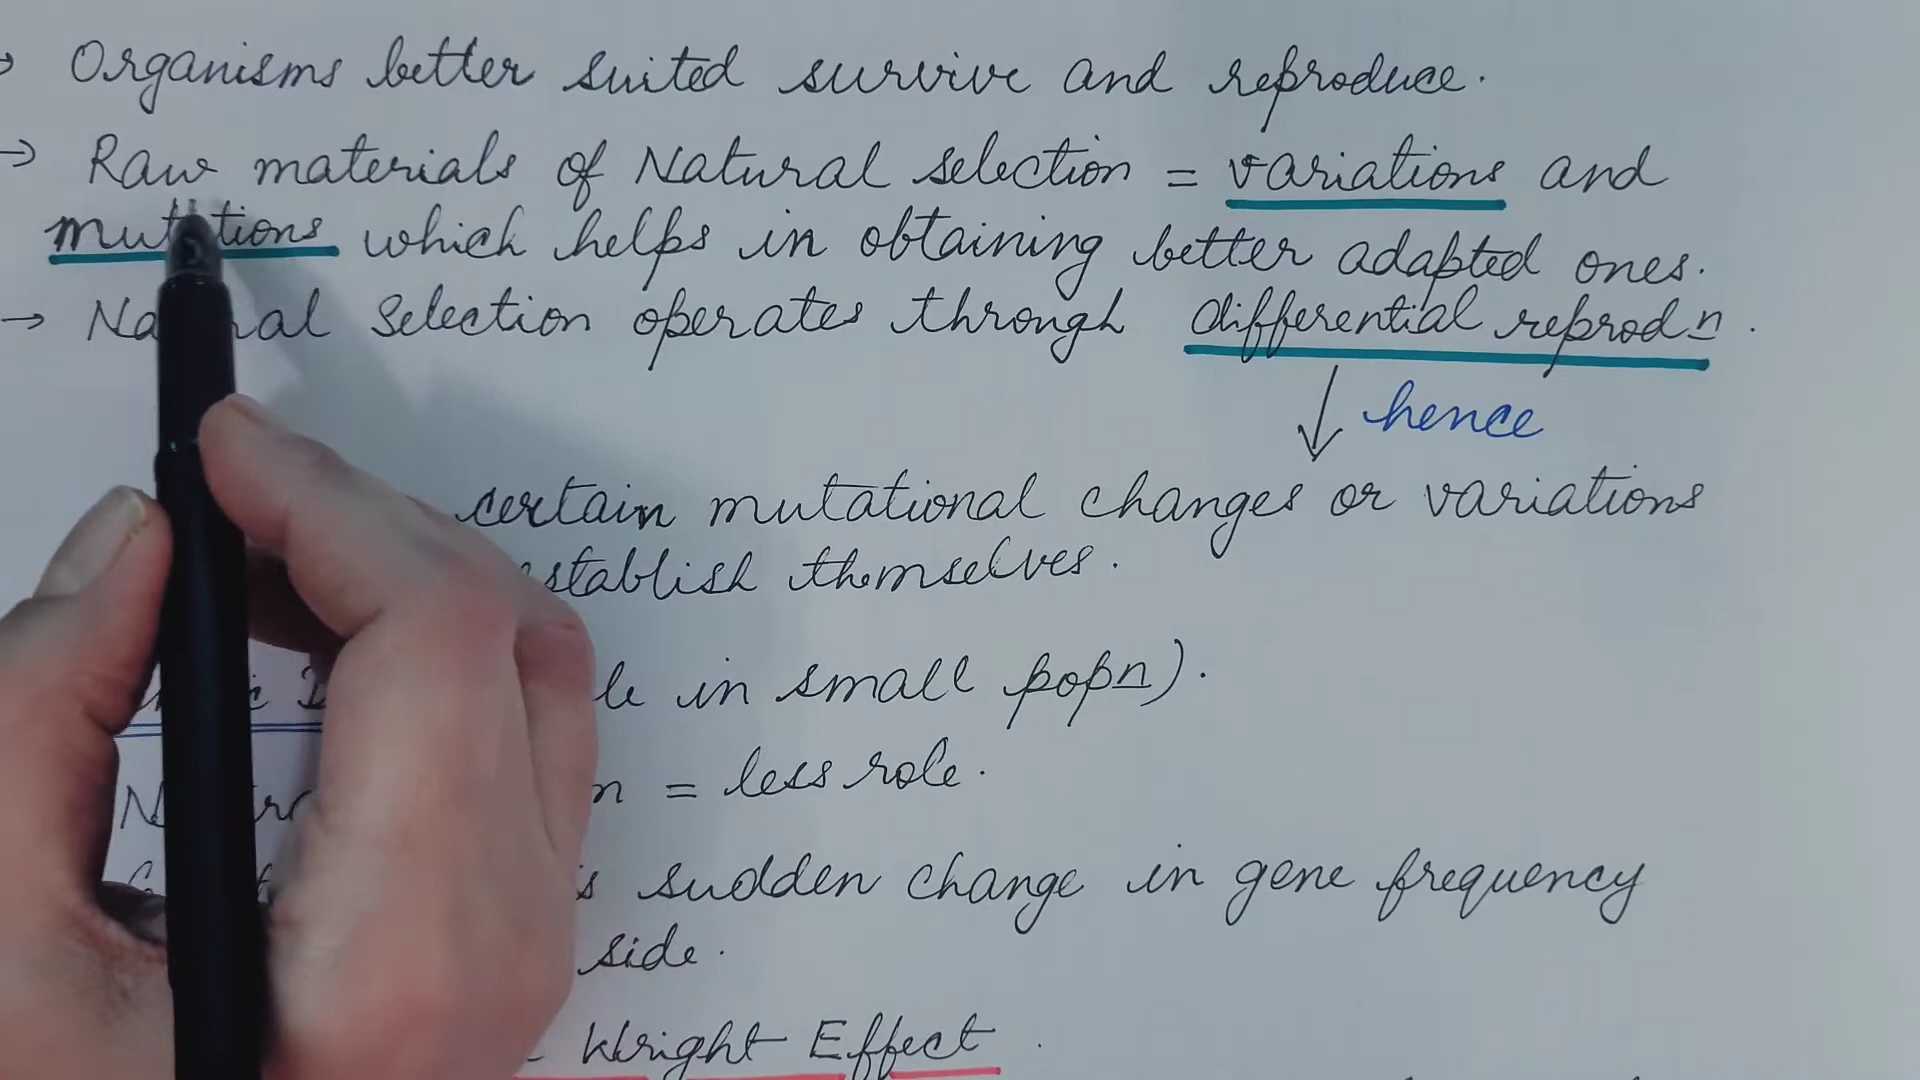 → Organisms better suited survive and reproduce.
→ Raw materials of Natural selection = variations and
mutations which helps in obtaining better adapted ones.
→ Natural selection operates through differential reprodn.
↓ hence
certain mutational changes or variations
establish themselves.
in small popn).
= less role.
sudden change in gene frequency
side.
Wright Effect